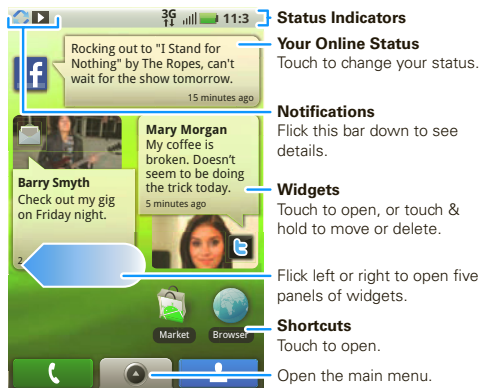 3G
11:3
Status Indicators
Your Online Status
Touch to change your status.
Rocking out to "I Stand for
Nothing" by The Ropes, can't
wait for the show tomorrow.
15 minutes ago
Notifications
Flick this bar down to see
details.
Mary Morgan
My coffee is
broken. Doesn't
seem to be doing
the trick today.
5 minutes ago
Barry Smyth
Check out my gig
on Friday night.
2
Widgets
Touch to open, or touch &
hold to move or delete.
Flick left or right to open five
panels of widgets.
Market
Browser
Shortcuts
Touch to open.
Open the main menu.